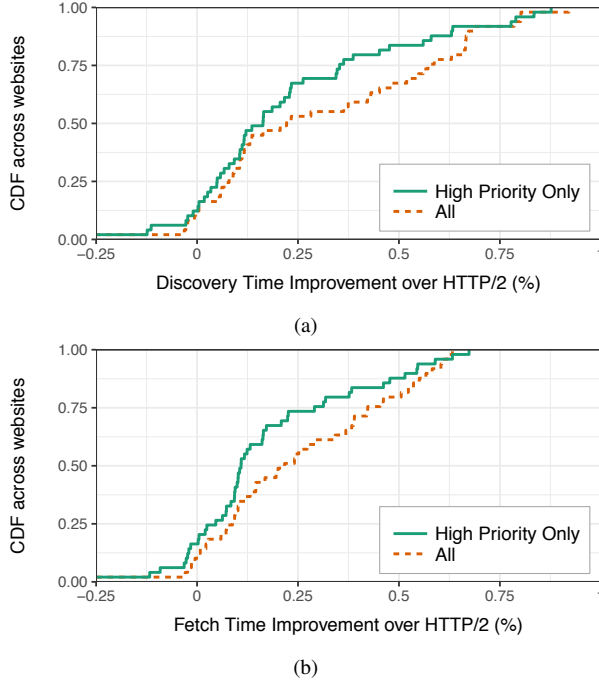 1.00
0.75
0.50
0.25
0.00
CDF across websites
High Priority Only
All
-0.25 0 0.25 0.5 0.75 1
Discovery Time Improvement over HTTP/2 (%)
(a)
1.00
0.75
0.50
0.25
0.00
CDF across websites
High Priority Only
All
-0.25 0 0.25 0.5 0.75 1
Fetch Time Improvement over HTTP/2 (%)
(b)